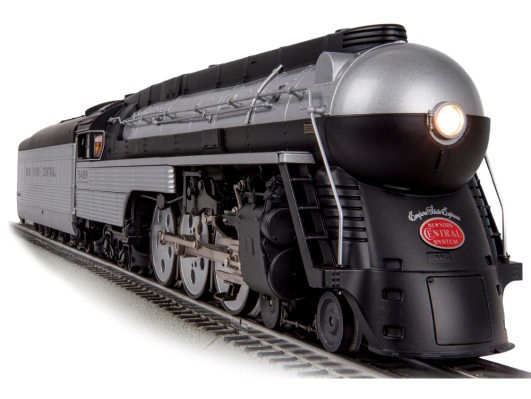 NEW YORK CENTRAL
5429
Empire State Express
NEW YORK
CENTRAL
SYSTEM